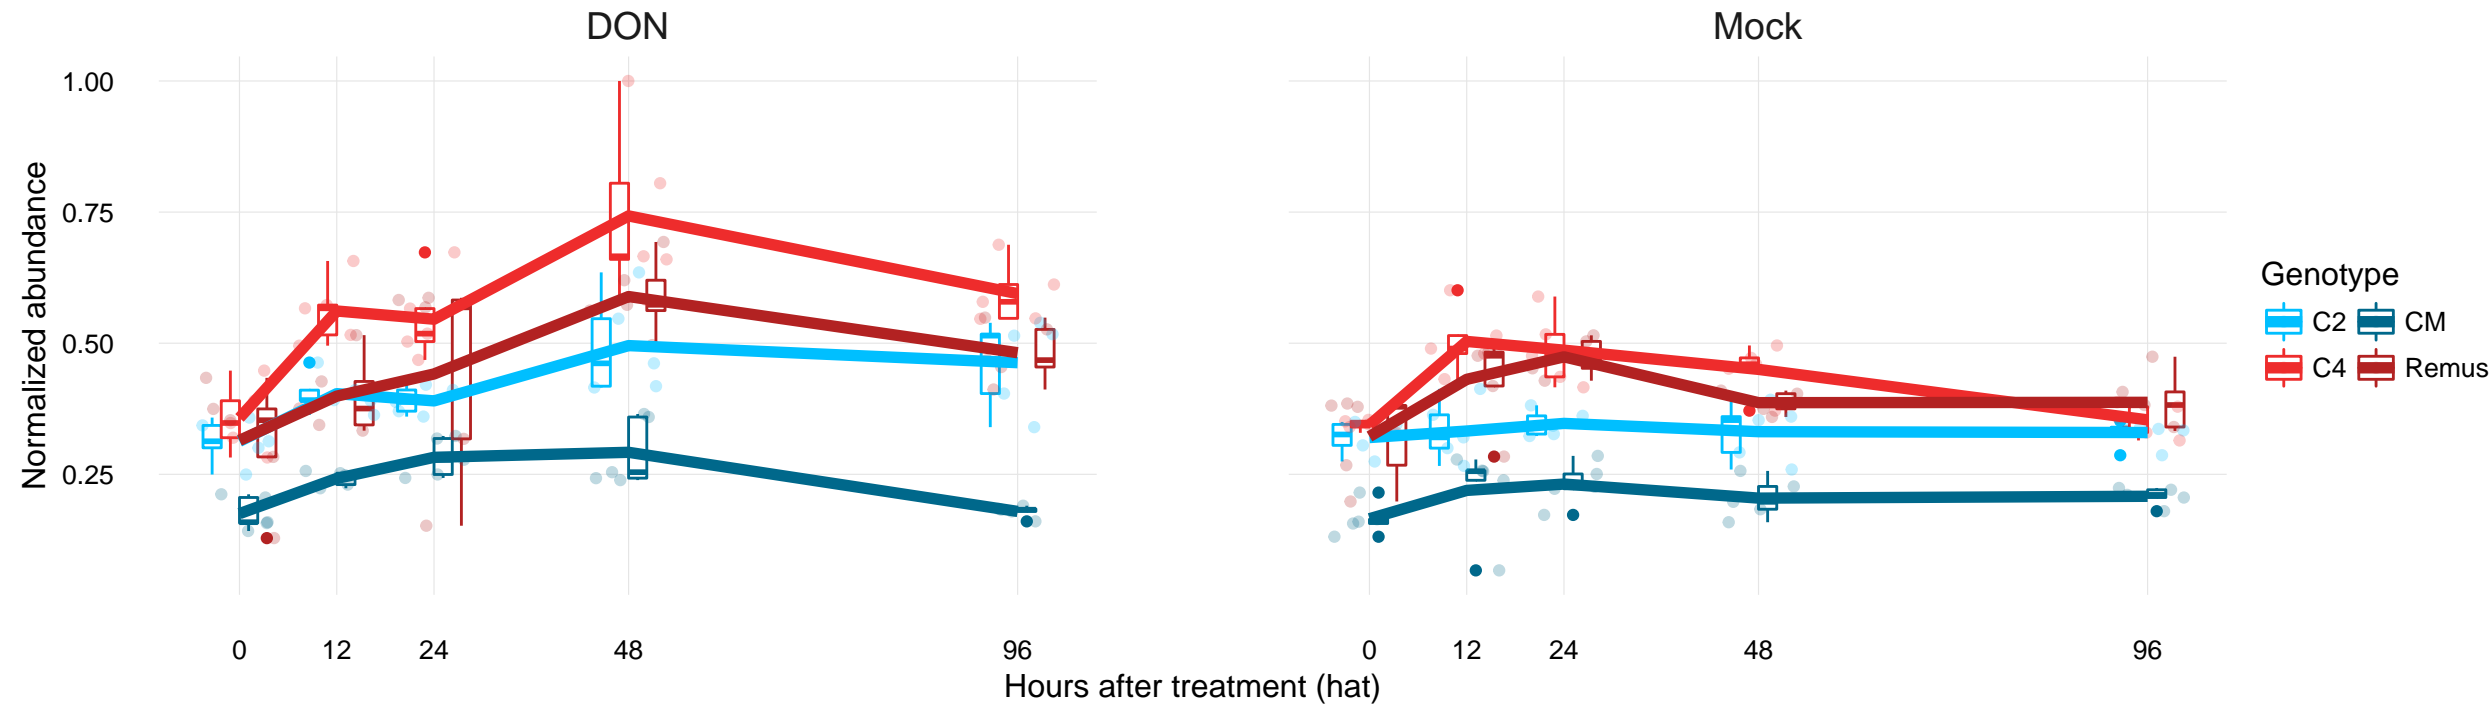 DON
Mock
Normalized abundance
1.00
0.75
0.50
0.25
0 12 24 48 96
0 12 24 48 96
Hours after treatment (hat)
Genotype
C2 CM
C4 Remus